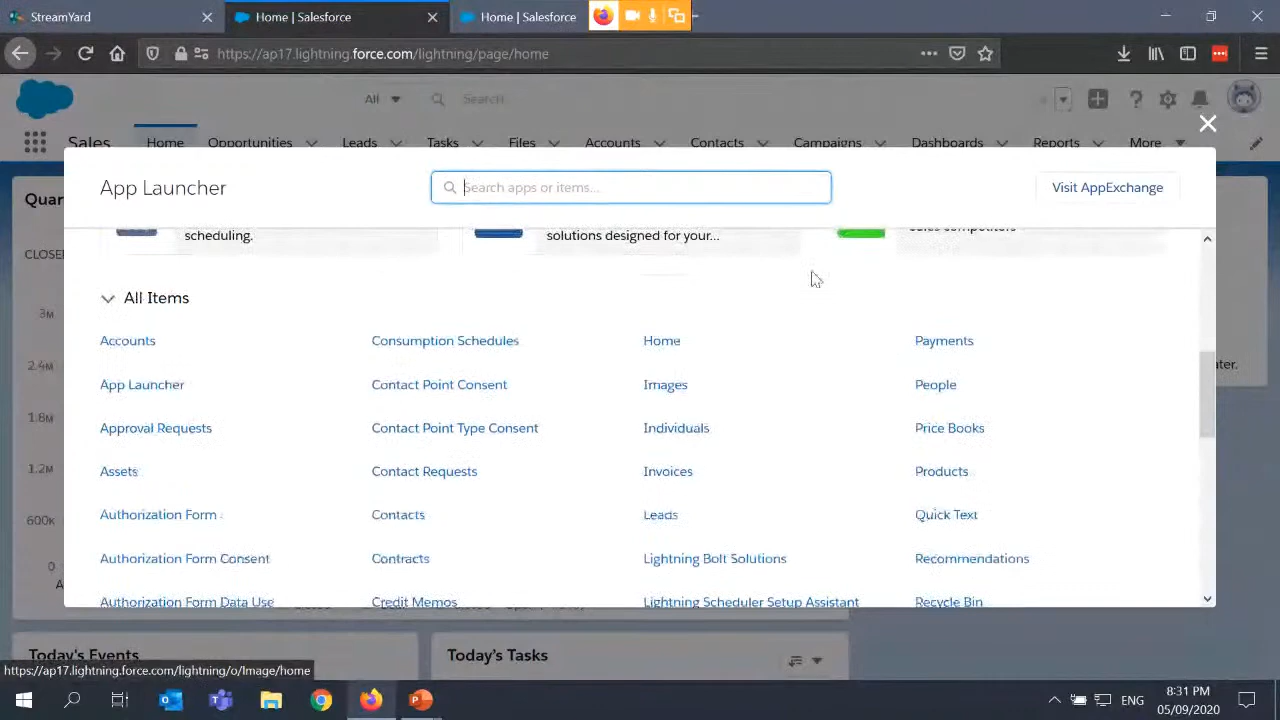 StreamYard
Home | Salesforce
Home | Salesforce
https://ap17.lightning.force.com/lightning/page/home
All
Search
Sales
Home
Opportunities
Leads
Tasks
Files
Accounts
Contacts
Campaigns
Dashboards
Reports
More
App Launcher
Search apps or items...
Visit AppExchange
Quar
CLOSE
3M
2.4M
1.8M
1.2M
600K
0
A
scheduling.
solutions designed for your...
sales competitors
ater.
All Items
Accounts
Consumption Schedules
Home
Payments
App Launcher
Contact Point Consent
Images
People
Approval Requests
Contact Point Type Consent
Individuals
Price Books
Assets
Contact Requests
Invoices
Products
Authorization Form
Contacts
Leads
Quick Text
Authorization Form Consent
Contracts
Lightning Bolt Solutions
Recommendations
Authorization Form Data Use
Credit Memos
Lightning Scheduler Setup Assistant
Recycle Bin
Today's Events
Today's Tasks
https://ap17.lightning.force.com/lightning/o/Image/home
ENG
8:31 PM
05/09/2020